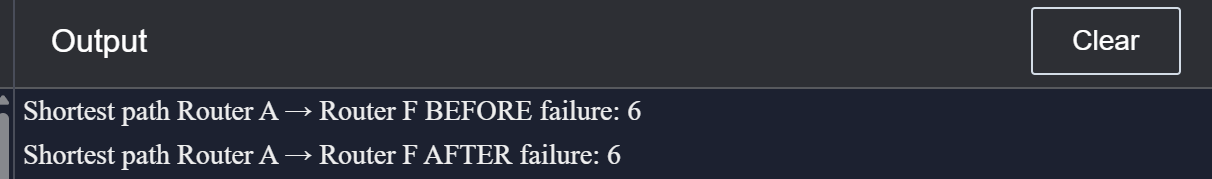 Output
Clear
Shortest path Router A → Router F BEFORE failure: 6
Shortest path Router A → Router F AFTER failure: 6